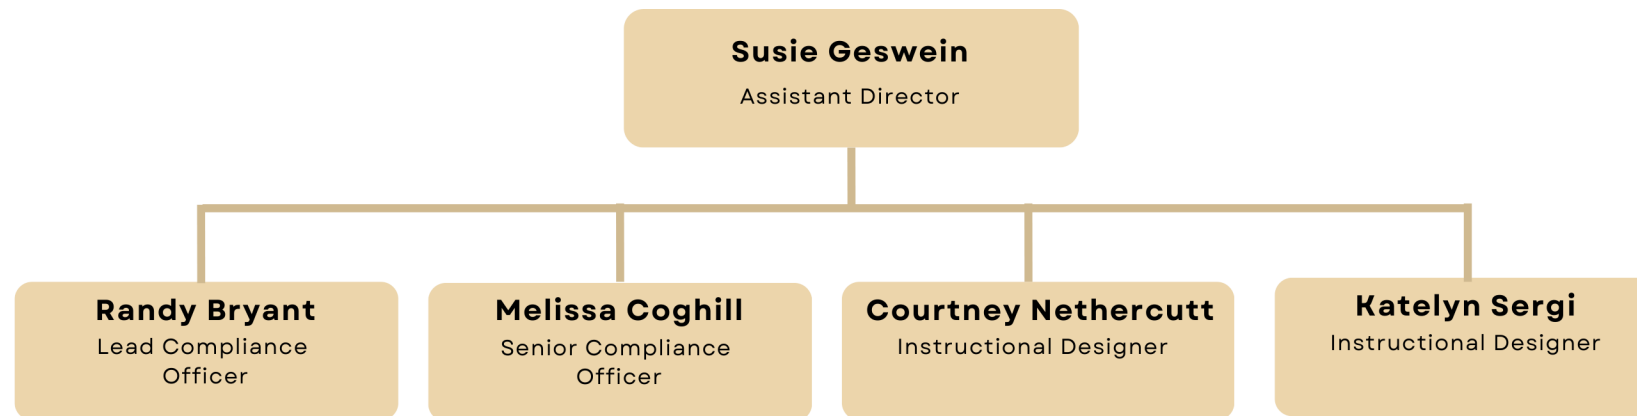 Susie Geswein
Assistant Director
Randy Bryant
Lead Compliance
Officer
Melissa Coghill
Senior Compliance
Officer
Courtney Nethercutt
Instructional Designer
Katelyn Sergi
Instructional Designer